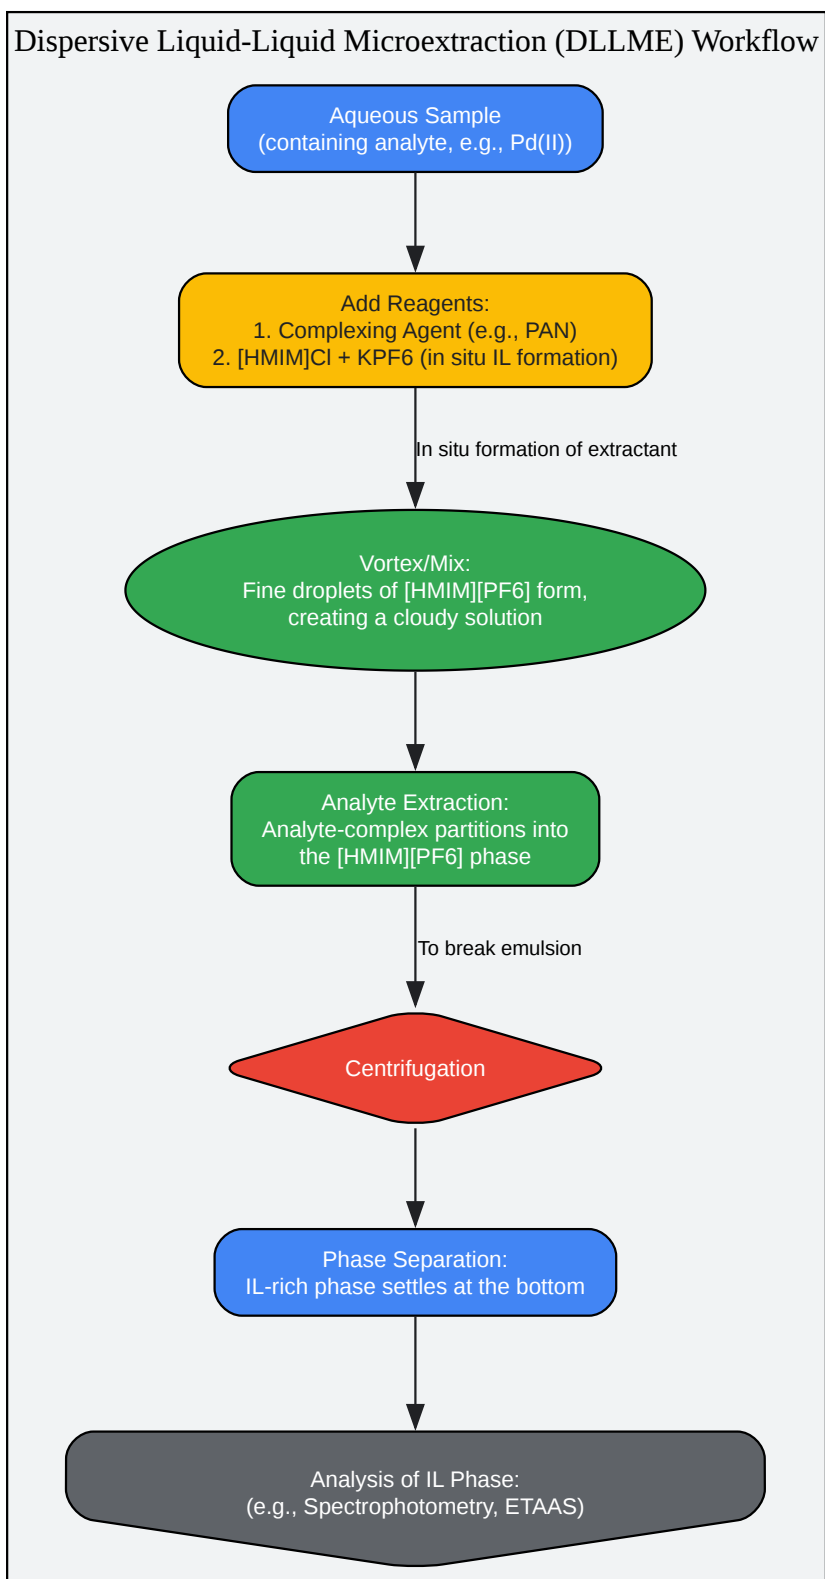 Dispersive Liquid-Liquid Microextraction (DLLME) Workflow
Aqueous Sample
(containing analyte, e.g., Pd(II))
Add Reagents:
1. Complexing Agent (e.g., PAN)
2. [HMIM]Cl + KPF6 (in situ IL formation)
In situ formation of extractant
Vortex/Mix:
Fine droplets of [HMIM][PF6] form,
creating a cloudy solution
Analyte Extraction:
Analyte-complex partitions into
the [HMIM][PF6] phase
To break emulsion
Centrifugation
Phase Separation:
IL-rich phase settles at the bottom
Analysis of IL Phase:
(e.g., Spectrophotometry, ETAAS)